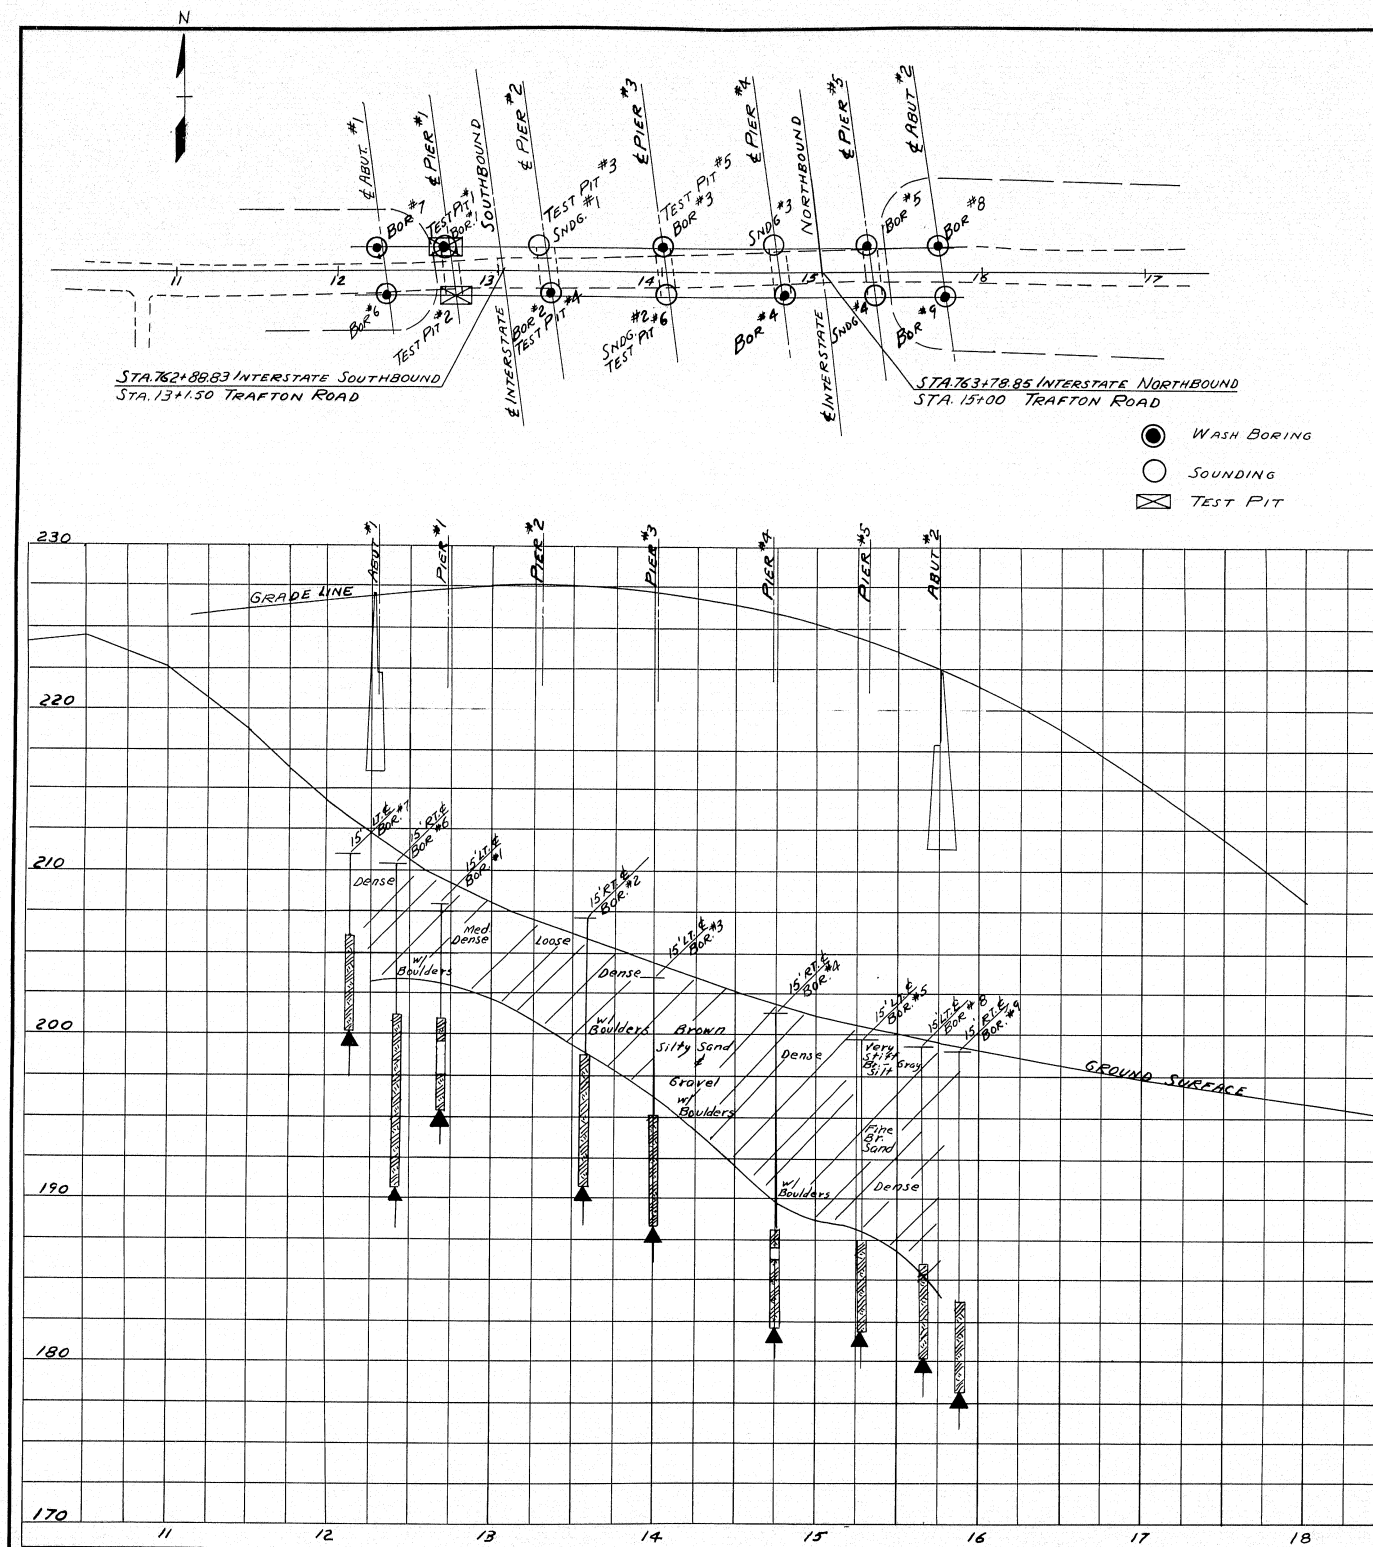 N
℄ ABUT. #1
℄ PIER #1
SOUTHBOUND
℄ PIER #2
℄ PIER #3
℄ PIER #4
NORTHBOUND
℄ PIER #5
℄ ABUT #2
BOR #7
TEST PIT #1
BOR. #1
TEST PIT #3
SNDG. #1
TEST PIT #5
BOR #3
SNDG #3
BOR #5
BOR #8
11
12
13
14
15
16
17
BOR #6
TEST PIT #2
℄ INTERSTATE
BOR #2
TEST PIT #4
SNDG. #2
TEST PIT #6
BOR #4
℄ INTERSTATE
SNDG #4
BOR #9
STA. 762+88.83 INTERSTATE SOUTHBOUND
STA. 13+1.50 TRAFTON ROAD
STA. 763+78.85 INTERSTATE NORTHBOUND
STA. 15+00 TRAFTON ROAD
WASH BORING
SOUNDING
TEST PIT
230
ABUT #1
PIER #1
PIER #2
PIER #3
PIER #4
PIER #5
ABUT #2
GRADE LINE
220
210
15' LT. ℄
BOR. #7
15' RT. ℄
BOR #6
15' LT. ℄
BOR. #1
15' RT. ℄
BOR. #2
15' LT. ℄
BOR. #3
15' RT. ℄
BOR. #4
15' LT. ℄
BOR. #5
15' LT. ℄
BOR # 8
15' RT. ℄
BOR. #9
Dense
Med.
Dense
w/
Boulders
Loose
Dense
w/
Boulders
Brown
Silty Sand
&
Gravel
w/
Boulders
Dense
Very
Stiff
Br.-Gray
Silt
Fine
Br.
Sand
w/
Boulders
Dense
GROUND SURFACE
200
190
180
170
11
12
13
14
15
16
17
18